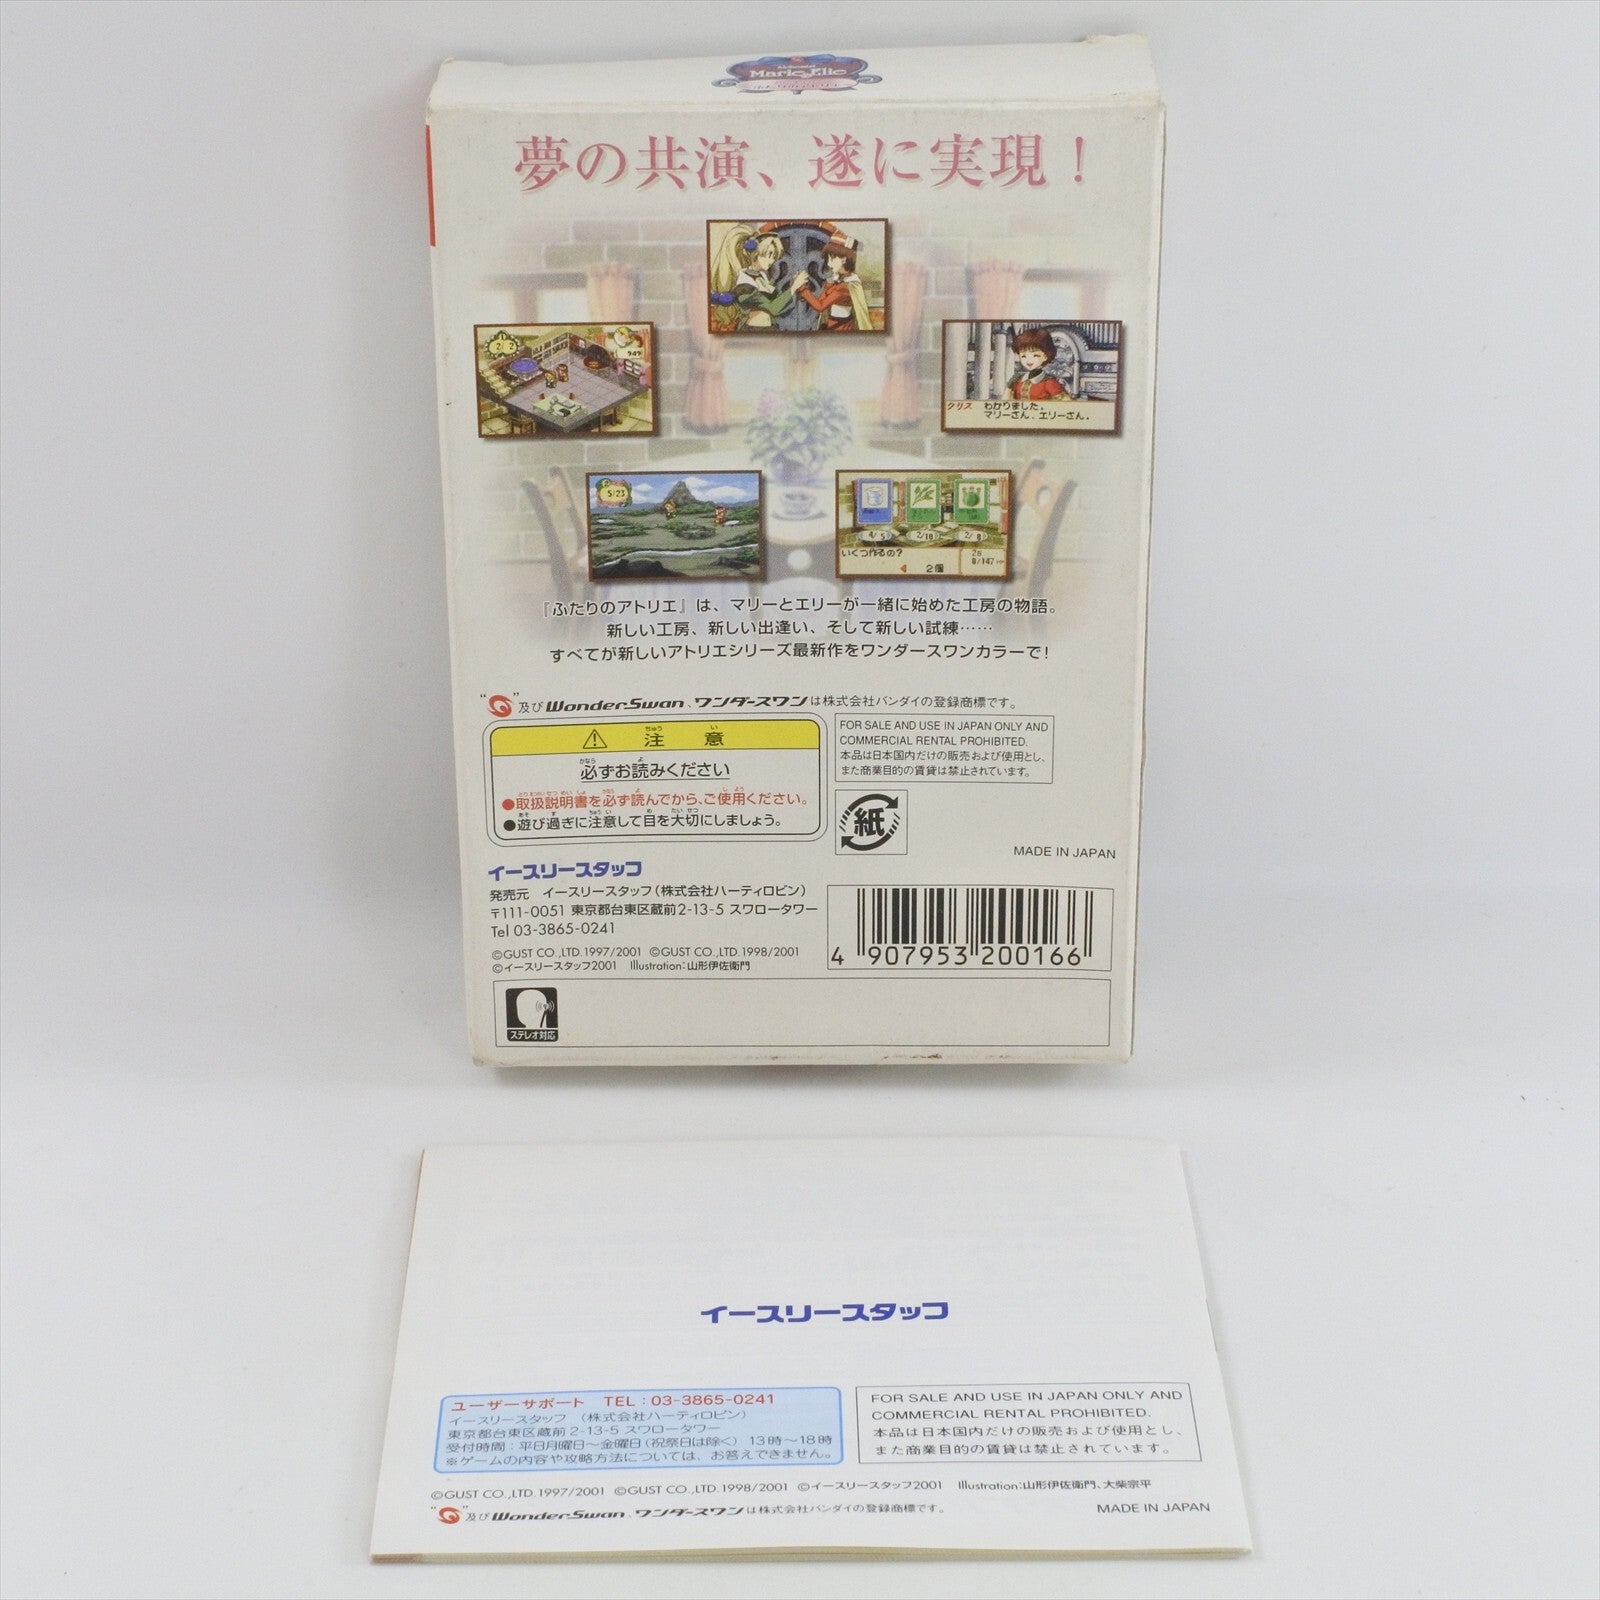 Marie Elie
夢の共演、遂に実現！
949
クリス わかりました。
マリーさん、エリーさん。
5/23
4/ 5 2/10 2/ 8
いくつ作るの？
2個
8/147
『ふたりのアトリエ』は、マリーとエリーが一緒に始めた工房の物語。
新しい工房、新しい出逢い、そして新しい試練……
すべてが新しいアトリエシリーズ最新作をワンダースワンカラーで！
“ ”及びWonderSwan、ワンダースワンは株式会社バンダイの登録商標です。
注意
必ずお読みください
●取扱説明書を必ず読んでから、ご使用ください。
●遊び過ぎに注意して目を大切にしましょう。
FOR SALE AND USE IN JAPAN ONLY AND
COMMERCIAL RENTAL PROHIBITED.
本品は日本国内だけの販売および使用とし、
また商業目的の賃貸は禁止されています。
紙
MADE IN JAPAN
イースリースタッフ
発売元 イースリースタッフ（株式会社ハーティロビン）
〒111-0051 東京都台東区蔵前2-13-5 スワロータワー
Tel 03-3865-0241
©GUST CO.,LTD.1997/2001 ©GUST CO.,LTD.1998/2001
©イースリースタッフ2001 Illustration：山形伊佐衛門
4 907953 200166
ステレオ対応
イースリースタッフ
ユーザーサポート TEL：03-3865-0241
イースリースタッフ （株式会社ハーティロビン）
東京都台東区蔵前2-13-5 スワロータワー
受付時間：平日月曜日～金曜日（祝祭日は除く） 13時～18時
※ゲームの内容や攻略方法については、お答えできません。
FOR SALE AND USE IN JAPAN ONLY AND
COMMERCIAL RENTAL PROHIBITED.
本品は日本国内だけの販売および使用とし、
また商業目的の賃貸は禁止されています。
©GUST CO.,LTD.1997/2001 ©GUST CO.,LTD.1998/2001 ©イースリースタッフ2001 Illustration：山形伊佐衛門、大柴宗平
“ ”及びWonderSwan、ワンダースワンは株式会社バンダイの登録商標です。
MADE IN JAPAN